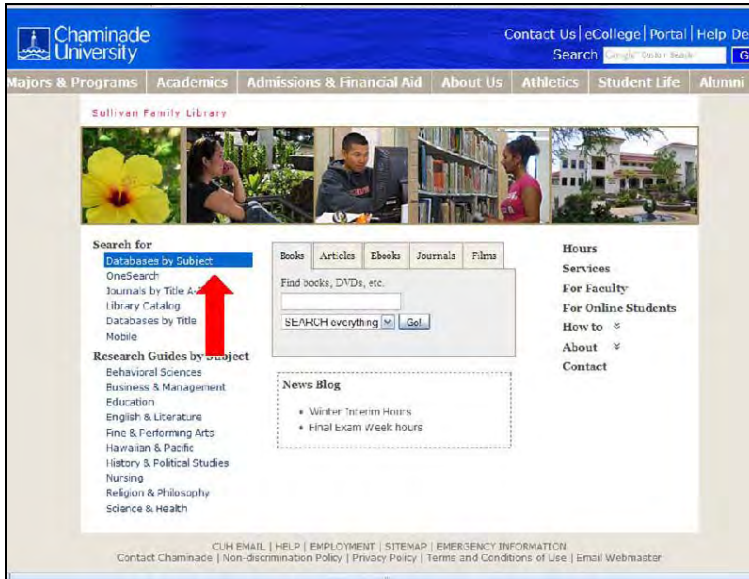 Chaminade
University
Contact Us | eCollege | Portal | Help De
Search
Majors & Programs Academics Admissions & Financial Aid About Us Athletics Student Life Alumni
Sullivan Family Library
Search for
Databases by Subject
OneSearch
Journals by Title A-
Library Catalog
Databases by Title
Mobile
Research Guides by Subject
Behavioral Sciences
Business & Management
Education
English & Literature
Fine & Performing Arts
Hawaiian & Pacific
History & Political Studies
Nursing
Religion & Philosophy
Science & Health
Books Articles Ebooks Journals Films
Find books, DVDs, etc.
SEARCH everything Go!
News Blog
Winter Interim Hours
Final Exam Week hours
Hours
Services
For Faculty
For Online Students
How to
About
Contact
CUH EMAIL | HELP | EMPLOYMENT | SITEMAP | EMERGENCY INFORMATION
Contact Chaminade | Non-discrimination Policy | Privacy Policy | Terms and Conditions of Use | Email Webmaster